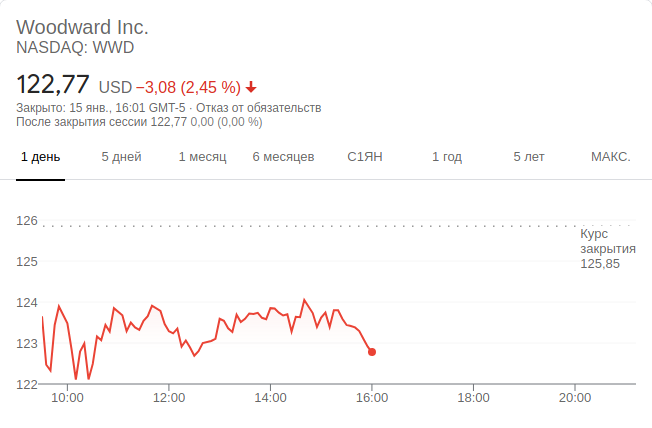 Woodward Inc.
NASDAQ: WWD
122,77 USD −3,08 (2,45 %)
Закрыто: 15 янв., 16:01 GMT-5 · Отказ от обязательств
После закрытия сессии 122,77 0,00 (0,00 %)
1 день 5 дней 1 месяц 6 месяцев С1ЯН 1 год 5 лет МАКС.
126
Курс
закрытия
125,85
125
124
123
122
10:00 12:00 14:00 16:00 18:00 20:00